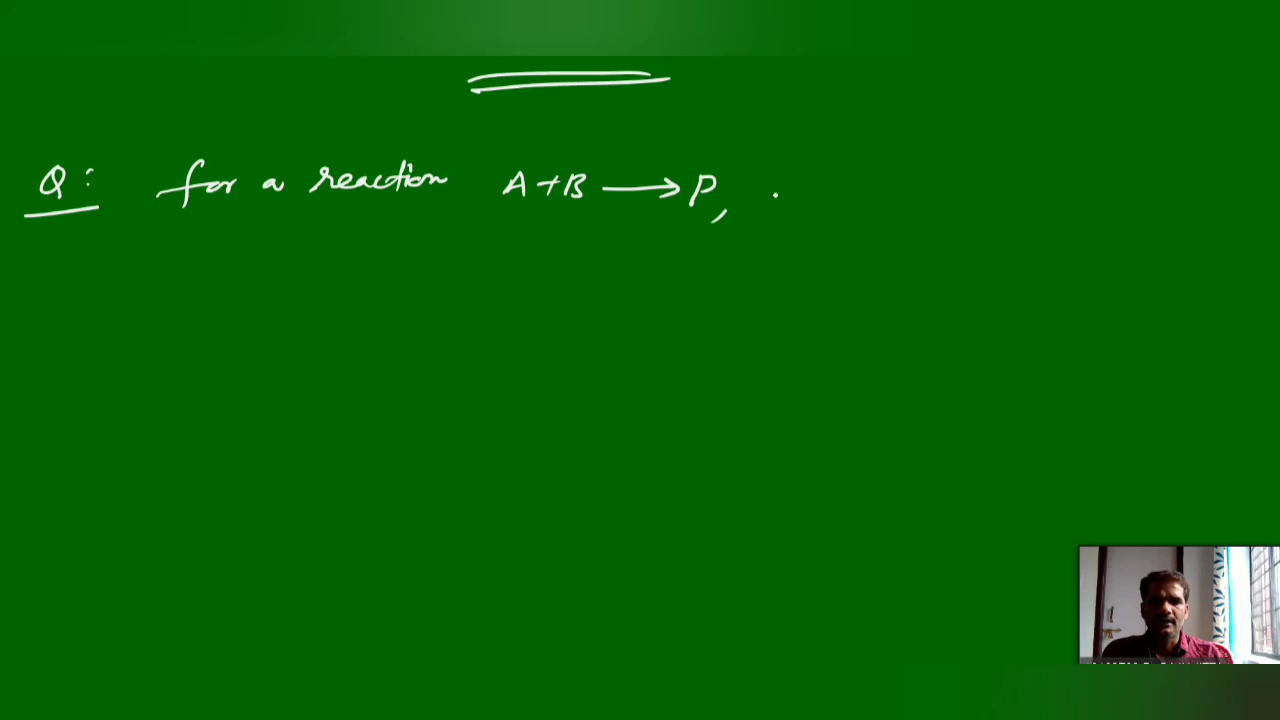 Q: for a reaction A+B ⟶ P,